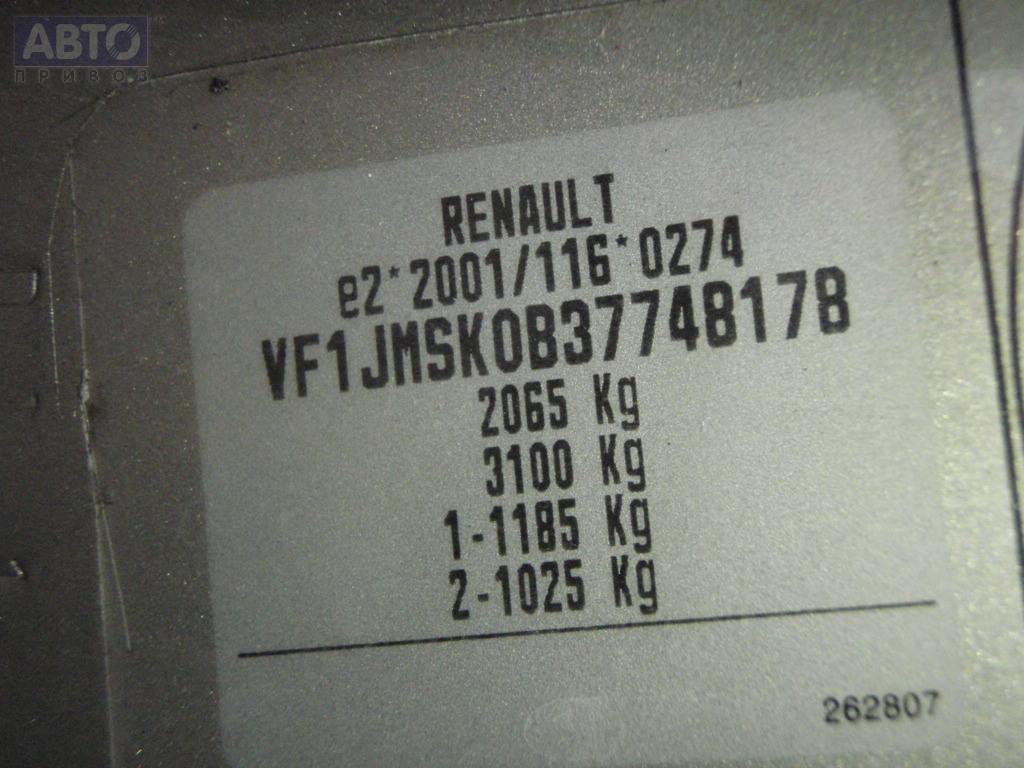 АВТО
ПРИВОЗ
RENAULT
e2*2001/116*0274
VF1JMSK0B37748178
2065 Kg
3100 Kg
1-1185 Kg
2-1025 Kg
262807